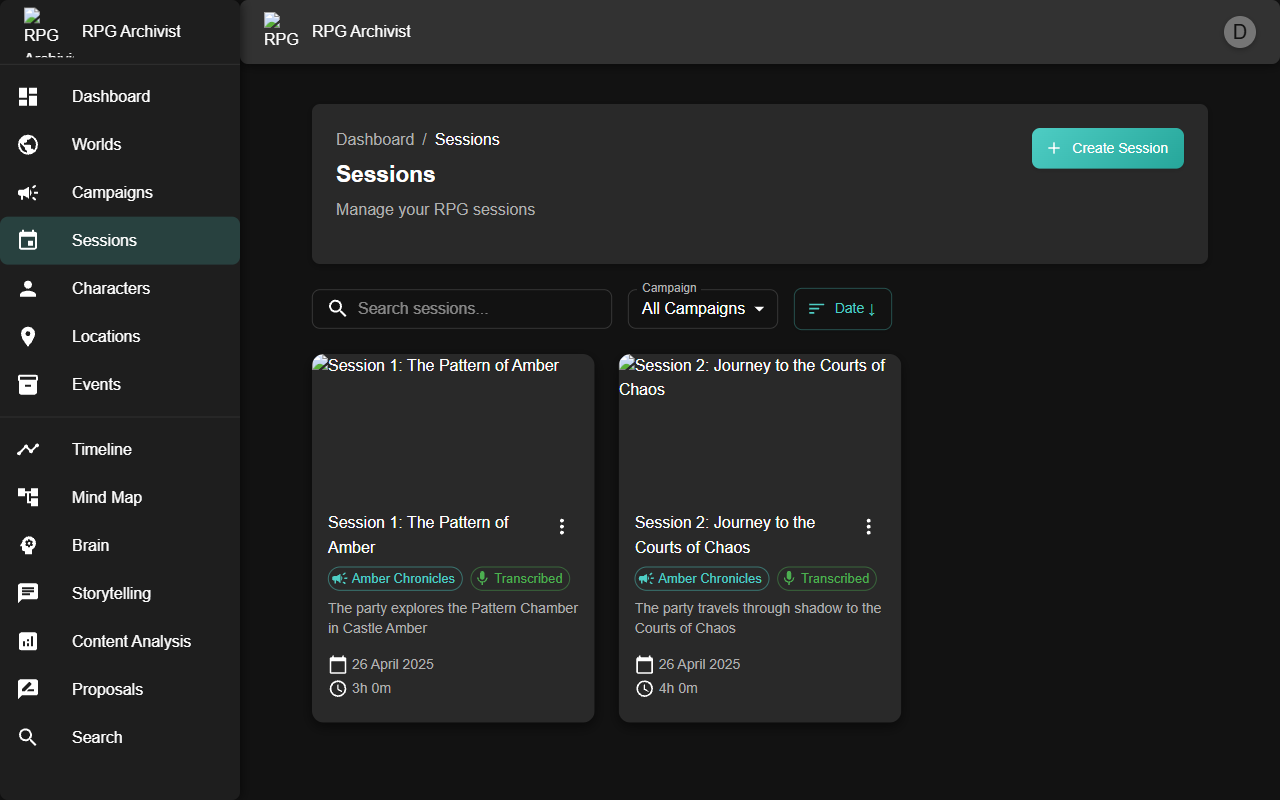 RPG
Archivist
RPG Archivist
RPG
RPG Archivist
D
Dashboard
Worlds
Campaigns
Sessions
Characters
Locations
Events
Timeline
Mind Map
Brain
Storytelling
Content Analysis
Proposals
Search
Dashboard / Sessions
Sessions
Manage your RPG sessions
Create Session
Search sessions...
Campaign
All Campaigns
Date ↓
Session 1: The Pattern of Amber
Session 1: The Pattern of
Amber
Amber Chronicles
Transcribed
The party explores the Pattern Chamber
in Castle Amber
26 April 2025
3h 0m
Session 2: Journey to the Courts of
Chaos
Session 2: Journey to the
Courts of Chaos
Amber Chronicles
Transcribed
The party travels through shadow to the
Courts of Chaos
26 April 2025
4h 0m